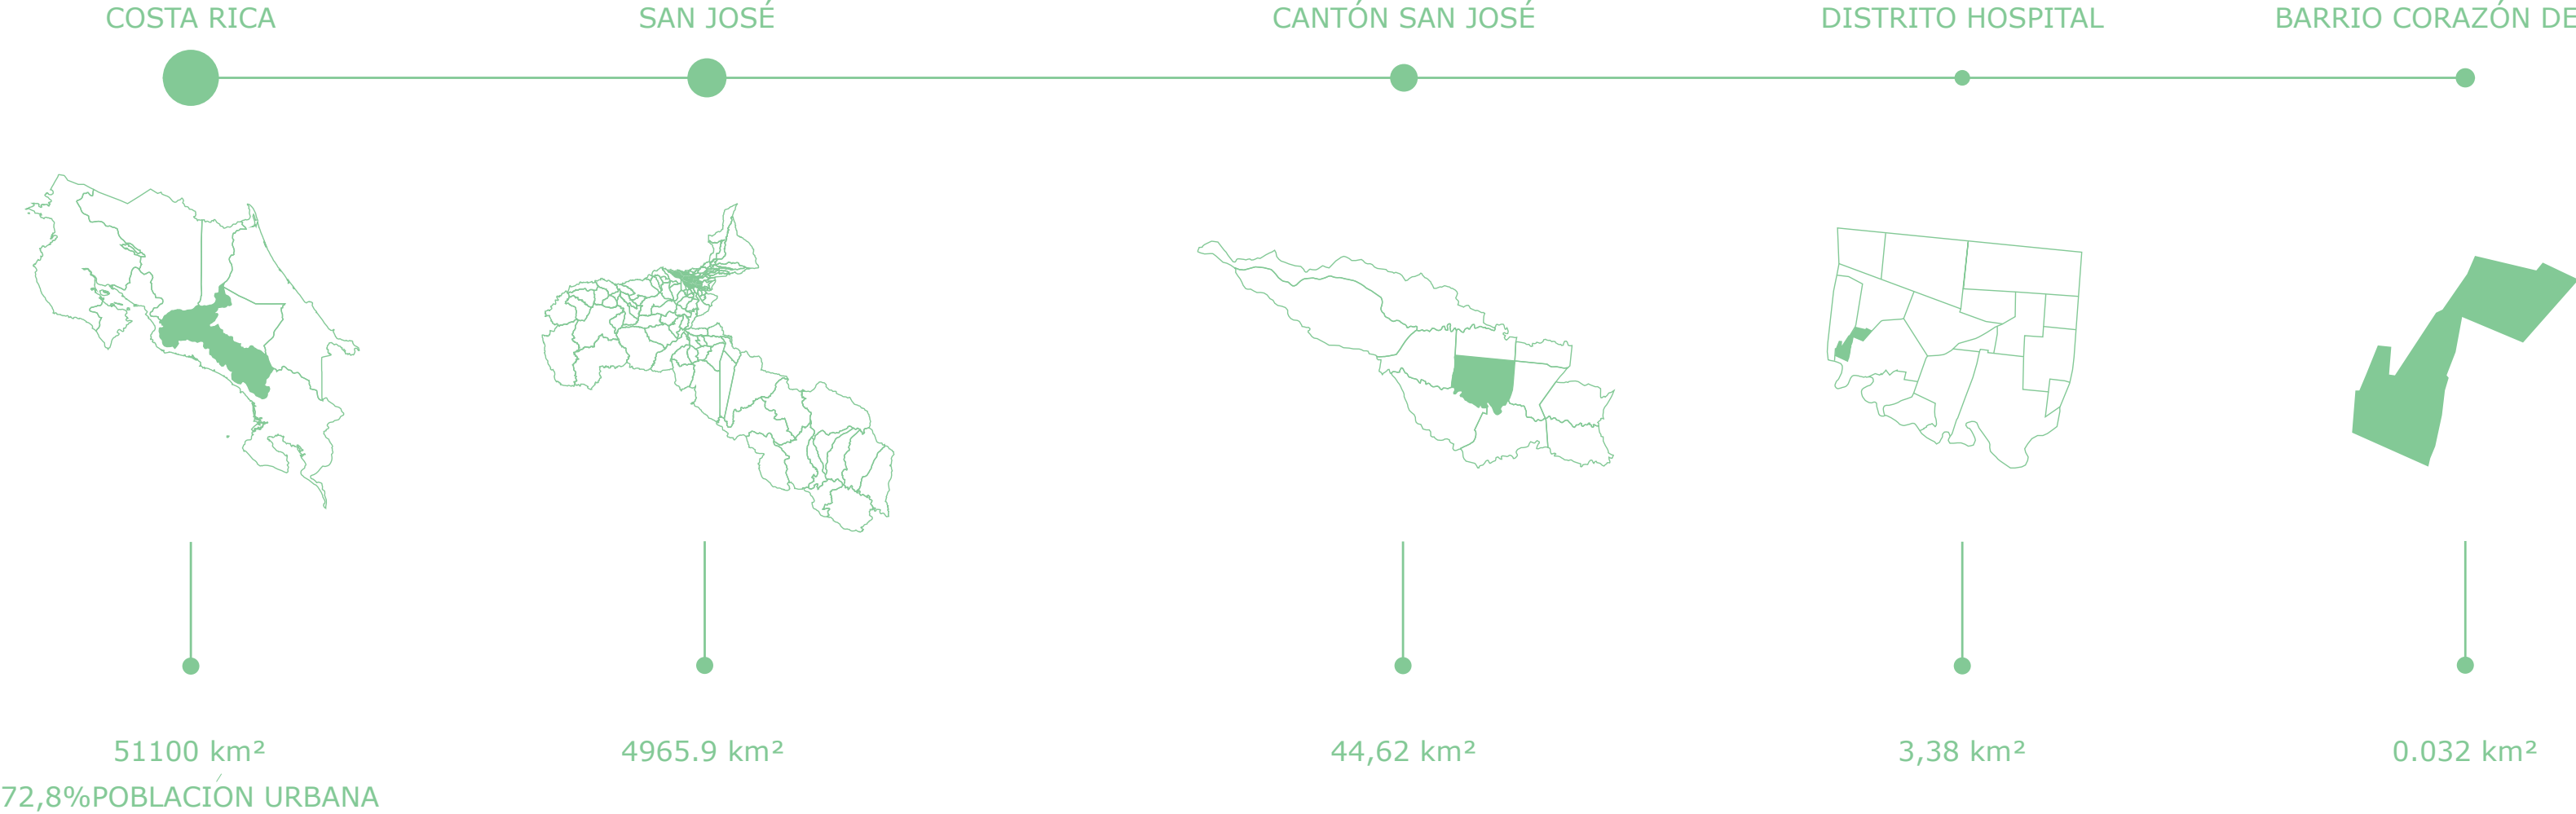 COSTA RICA
SAN JOSÉ
CANTÓN SAN JOSÉ
DISTRITO HOSPITAL
BARRIO CORAZÓN DE
51100 km²
4965.9 km²
44,62 km²
3,38 km²
0.032 km²
72,8%POBLACIÓN URBANA